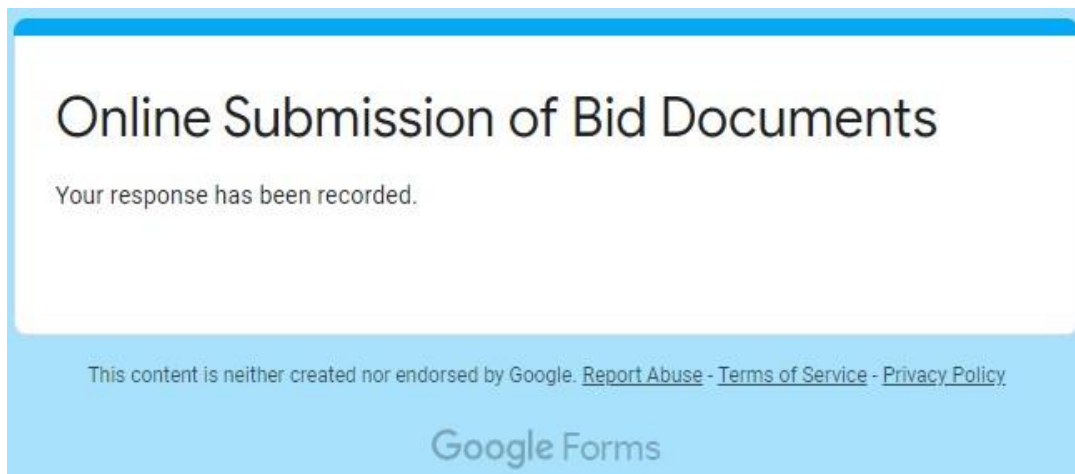 Online Submission of Bid Documents
Your response has been recorded.
This content is neither created nor endorsed by Google. Report Abuse - Terms of Service - Privacy Policy
Google Forms